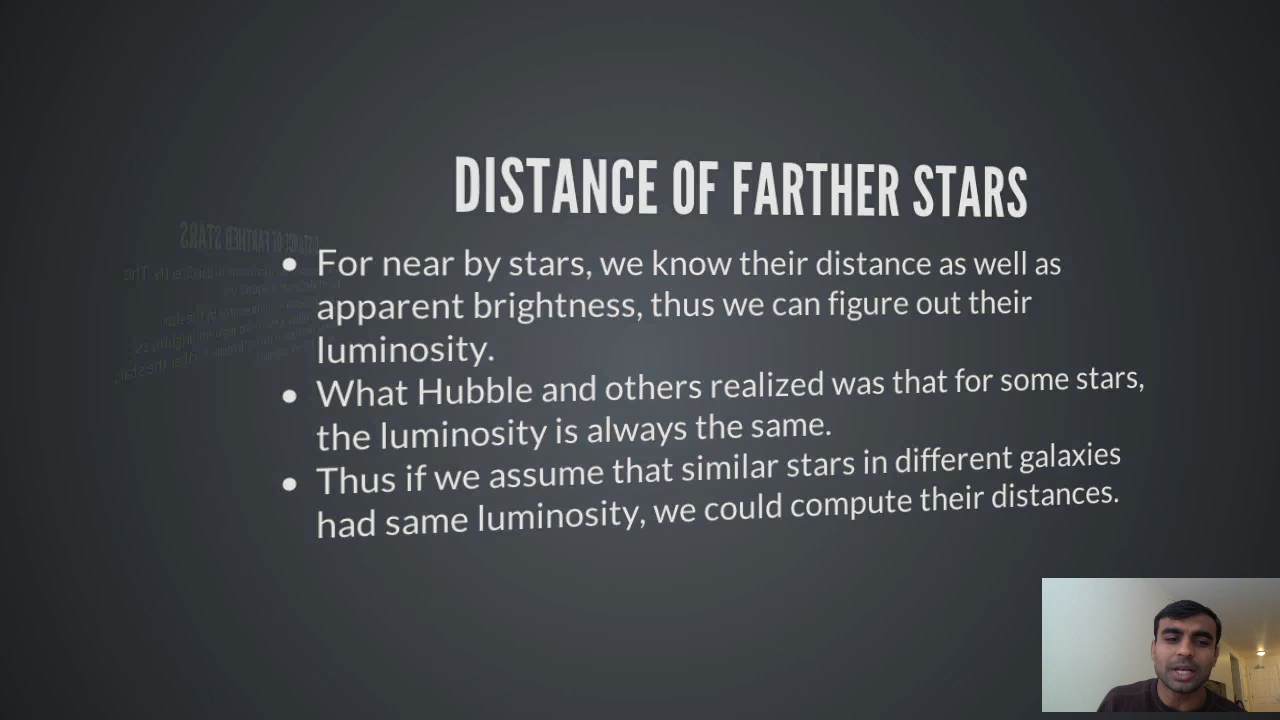 DISTANCE OF FARTHER STARS
• For near by stars, we know their distance as well as
apparent brightness, thus we can figure out their
luminosity.
• What Hubble and others realized was that for some stars,
the luminosity is always the same.
• Thus if we assume that similar stars in different galaxies
had same luminosity, we could compute their distances.